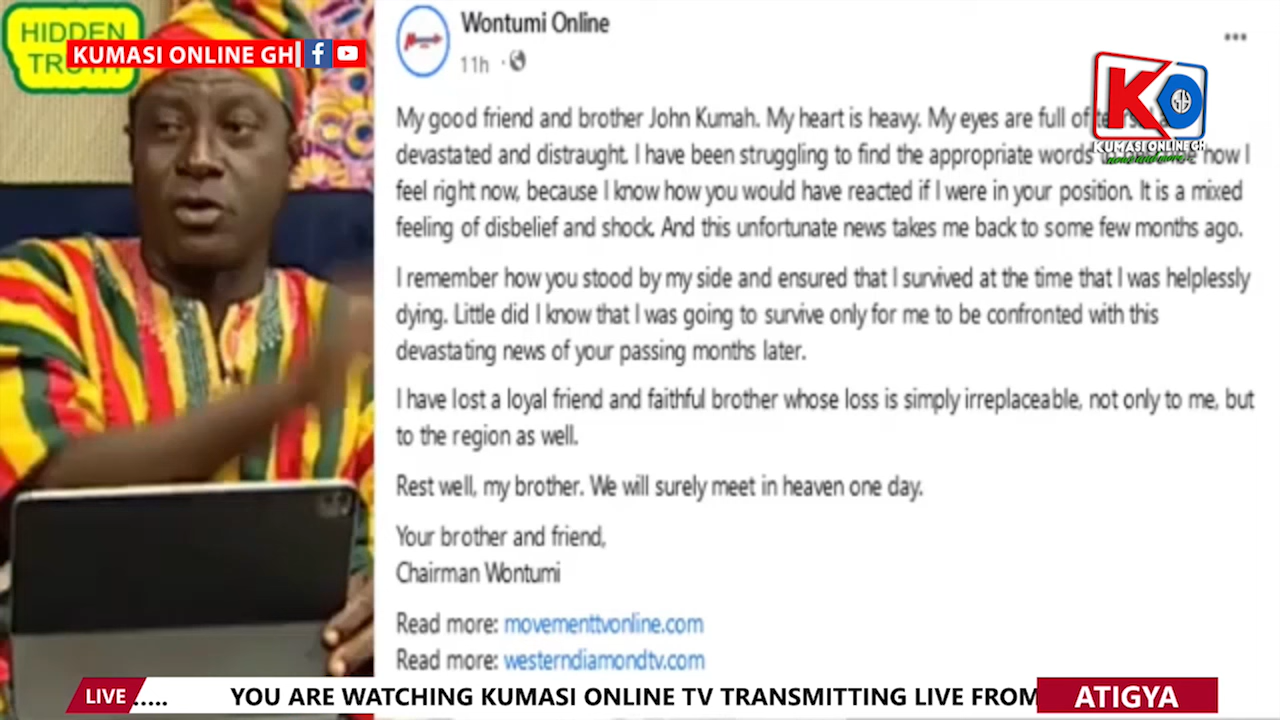 HIDDEN
TRUTH
KUMASI ONLINE GH
Wontumi Online
11h
My good friend and brother John Kumah. My heart is heavy. My eyes are full of
devastated and distraught. I have been struggling to find the appropriate words how I
feel right now, because I know how you would have reacted if I were in your position. It is a mixed
feeling of disbelief and shock. And this unfortunate news takes me back to some few months ago.
I remember how you stood by my side and ensured that I survived at the time that I was helplessly
dying. Little did I know that I was going to survive only for me to be confronted with this
devastating news of your passing months later.
I have lost a loyal friend and faithful brother whose loss is simply irreplaceable, not only to me, but
to the region as well.
Rest well, my brother. We will surely meet in heaven one day.
Your brother and friend,
Chairman Wontumi
Read more: movementtvonline.com
Read more: westerndiamondtv.com
KO
KUMASI ONLINE GH
LIVE ..... YOU ARE WATCHING KUMASI ONLINE TV TRANSMITTING LIVE FROM
ATIGYA